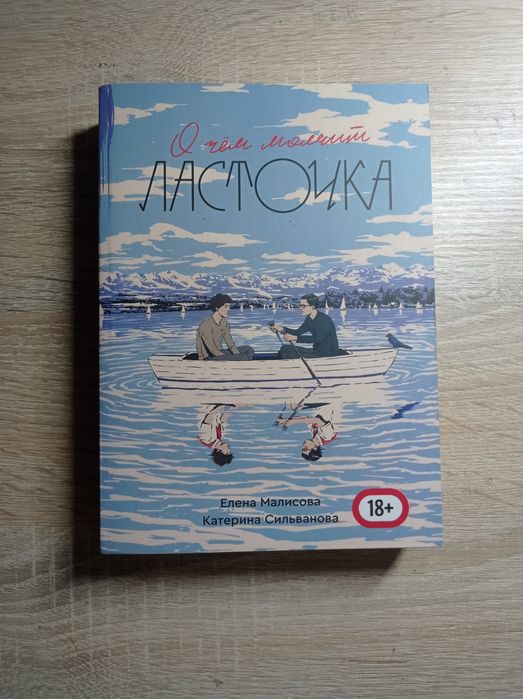 О чём молчит
ЛАСТОЧКА
Елена Малисова
Катерина Сильванова
18+